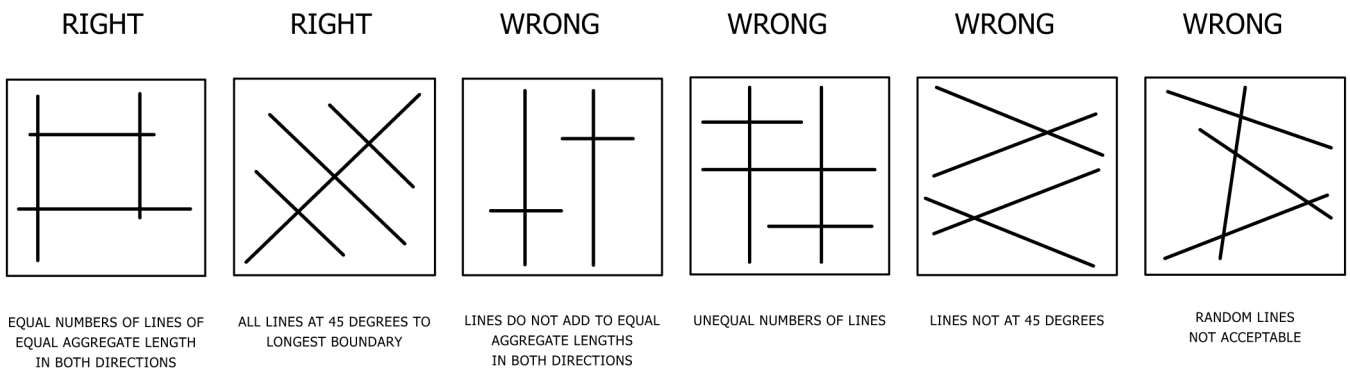 RIGHT
RIGHT
WRONG
WRONG
WRONG
WRONG
EQUAL NUMBERS OF LINES OF
EQUAL AGGREGATE LENGTH
IN BOTH DIRECTIONS
ALL LINES AT 45 DEGREES TO
LONGEST BOUNDARY
LINES DO NOT ADD TO EQUAL
AGGREGATE LENGTHS
IN BOTH DIRECTIONS
UNEQUAL NUMBERS OF LINES
LINES NOT AT 45 DEGREES
RANDOM LINES
NOT ACCEPTABLE